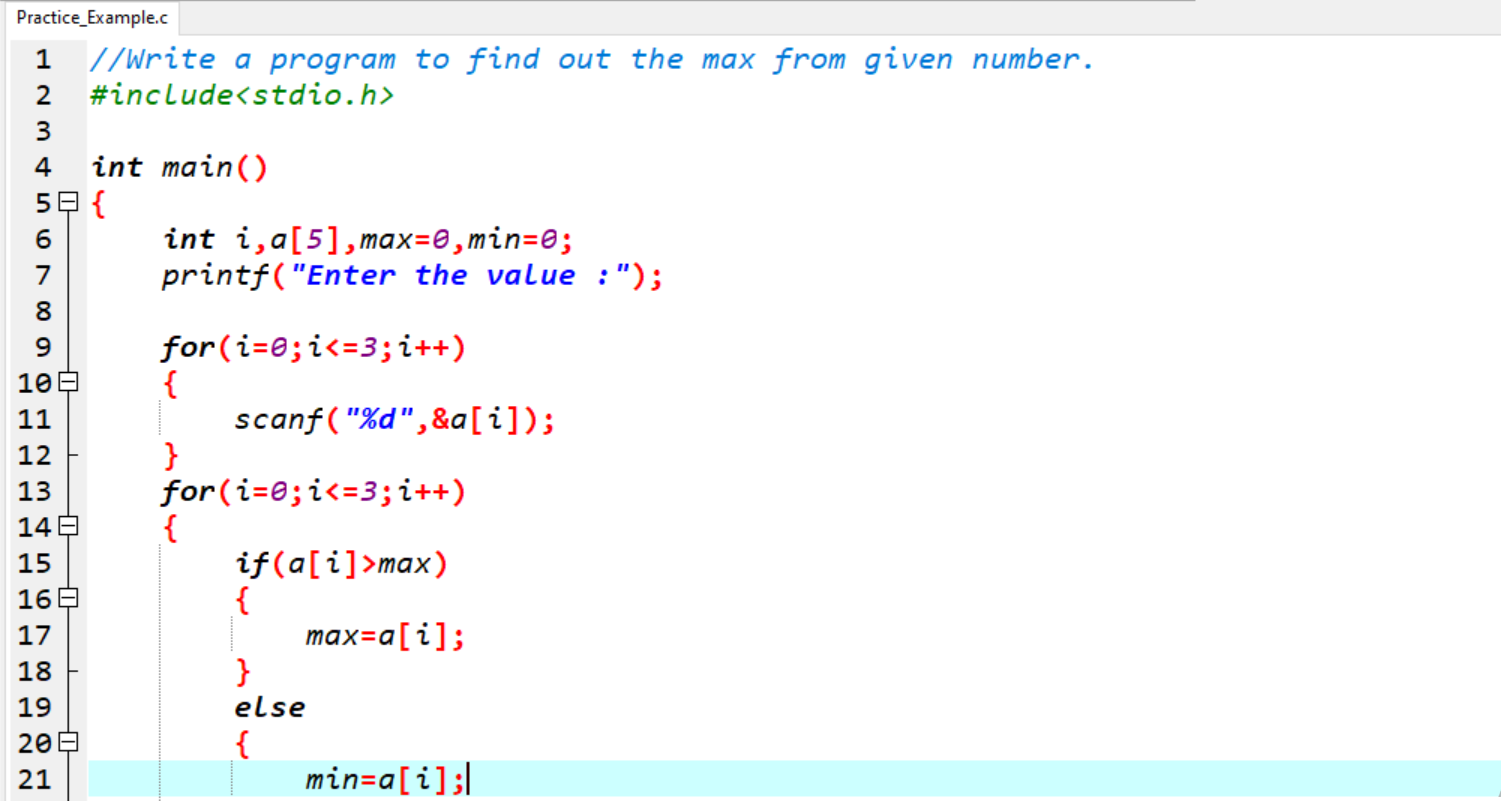 Practice_Example.c
1 //Write a program to find out the max from given number.
2 #include<stdio.h>
3
4 int main()
5 {
6 int i,a[5],max=0,min=0;
7 printf("Enter the value :");
8
9 for(i=0;i<=3;i++)
10 {
11 scanf("%d",&a[i]);
12 }
13 for(i=0;i<=3;i++)
14 {
15 if(a[i]>max)
16 {
17 max=a[i];
18 }
19 else
20 {
21 min=a[i];